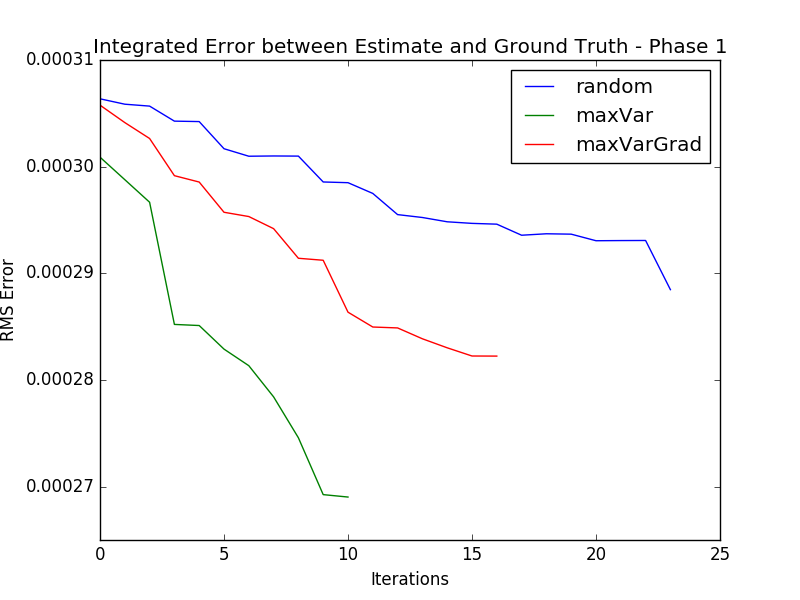 Integrated Error between Estimate and Ground Truth - Phase 1
0.00031
0.00030
0.00029
0.00028
0.00027
RMS Error
random
maxVar
maxVarGrad
0 5 10 15 20 25
Iterations